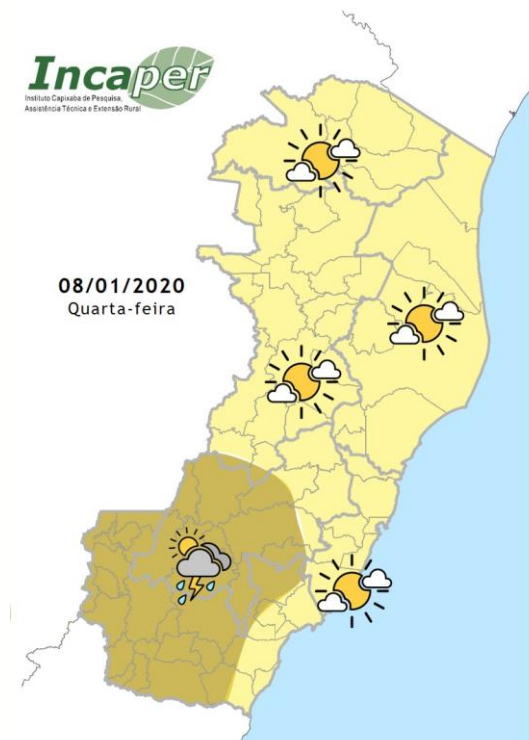 Incaper
Instituto Capixaba de Pesquisa,
Assistência Técnica e Extensão Rural
08/01/2020
Quarta-feira